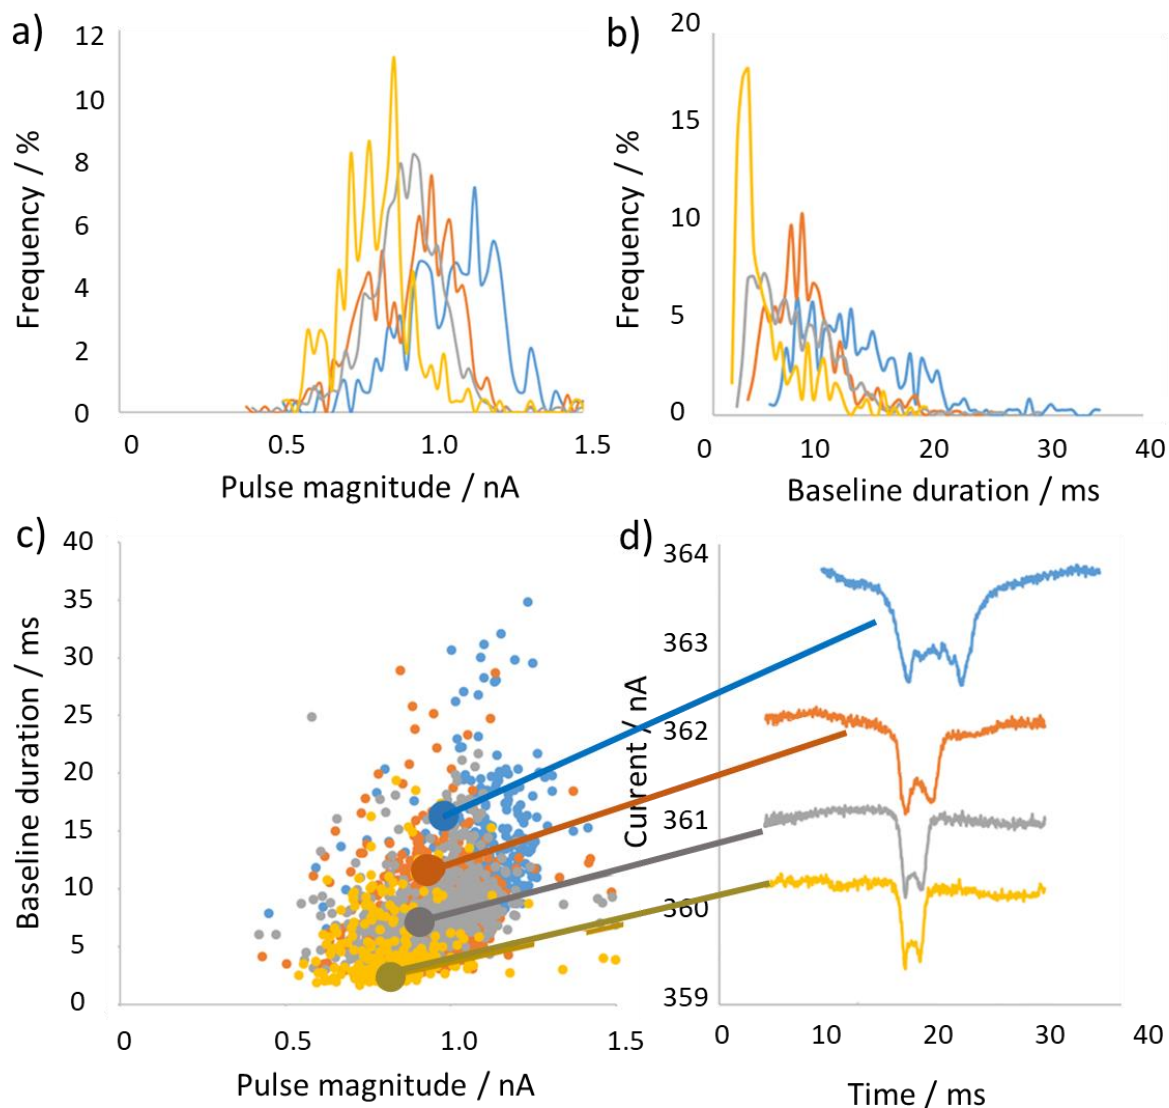 a)
12
10
8
6
4
2
0
Frequency / %
0 0.5 1.0 1.5
Pulse magnitude / nA
b)
20
15
10
5
0
Frequency / %
0 10 20 30 40
Baseline duration / ms
c)
40
35
30
25
20
15
10
5
0
Baseline duration / ms
0 0.5 1.0 1.5
Pulse magnitude / nA
d)
364
363
362
361
360
359
Current / nA
0 10 20 30 40
Time / ms